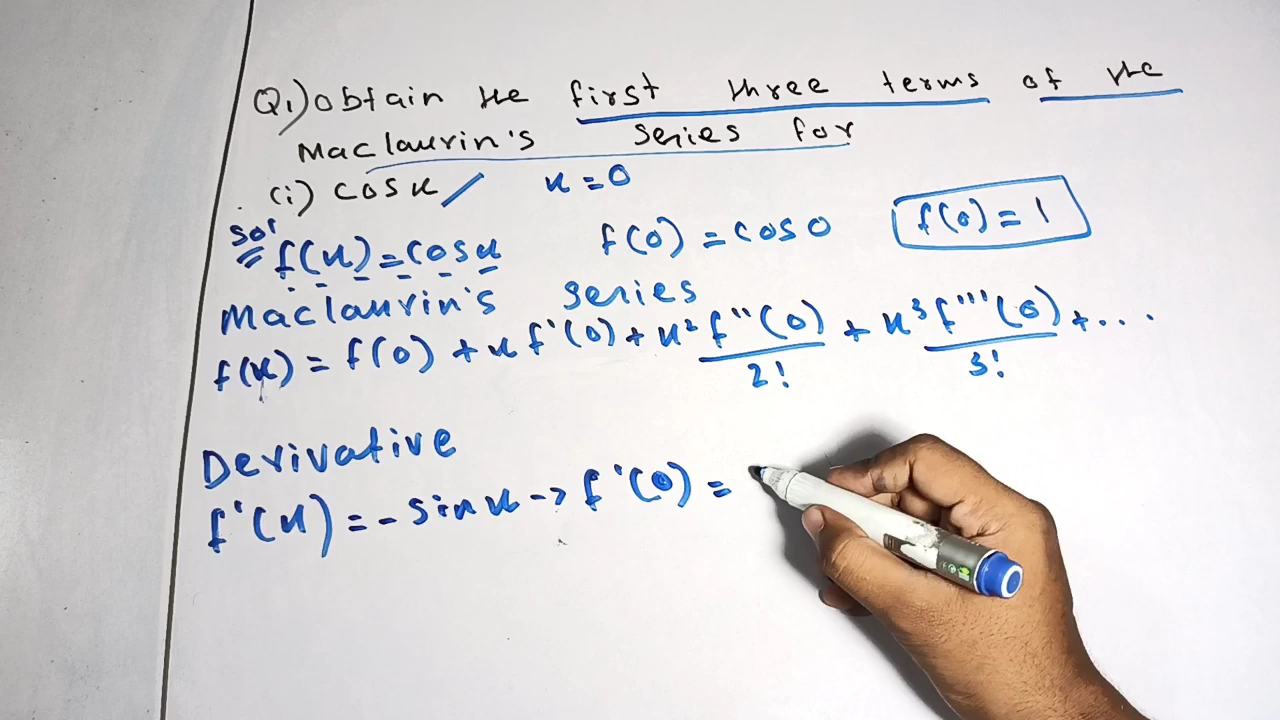 Q1) Obtain the first three terms of the
Maclaurin's series for
(i) cos x x = 0
Sol f(x) = cos x f(0) = cos 0 f(0) = 1
Maclaurin's series
f(x) = f(0) + x f'(0) + x² f''(0)/2! + x³ f'''(0)/3! + ...
Derivative
f'(x) = - sin x -> f'(0) =